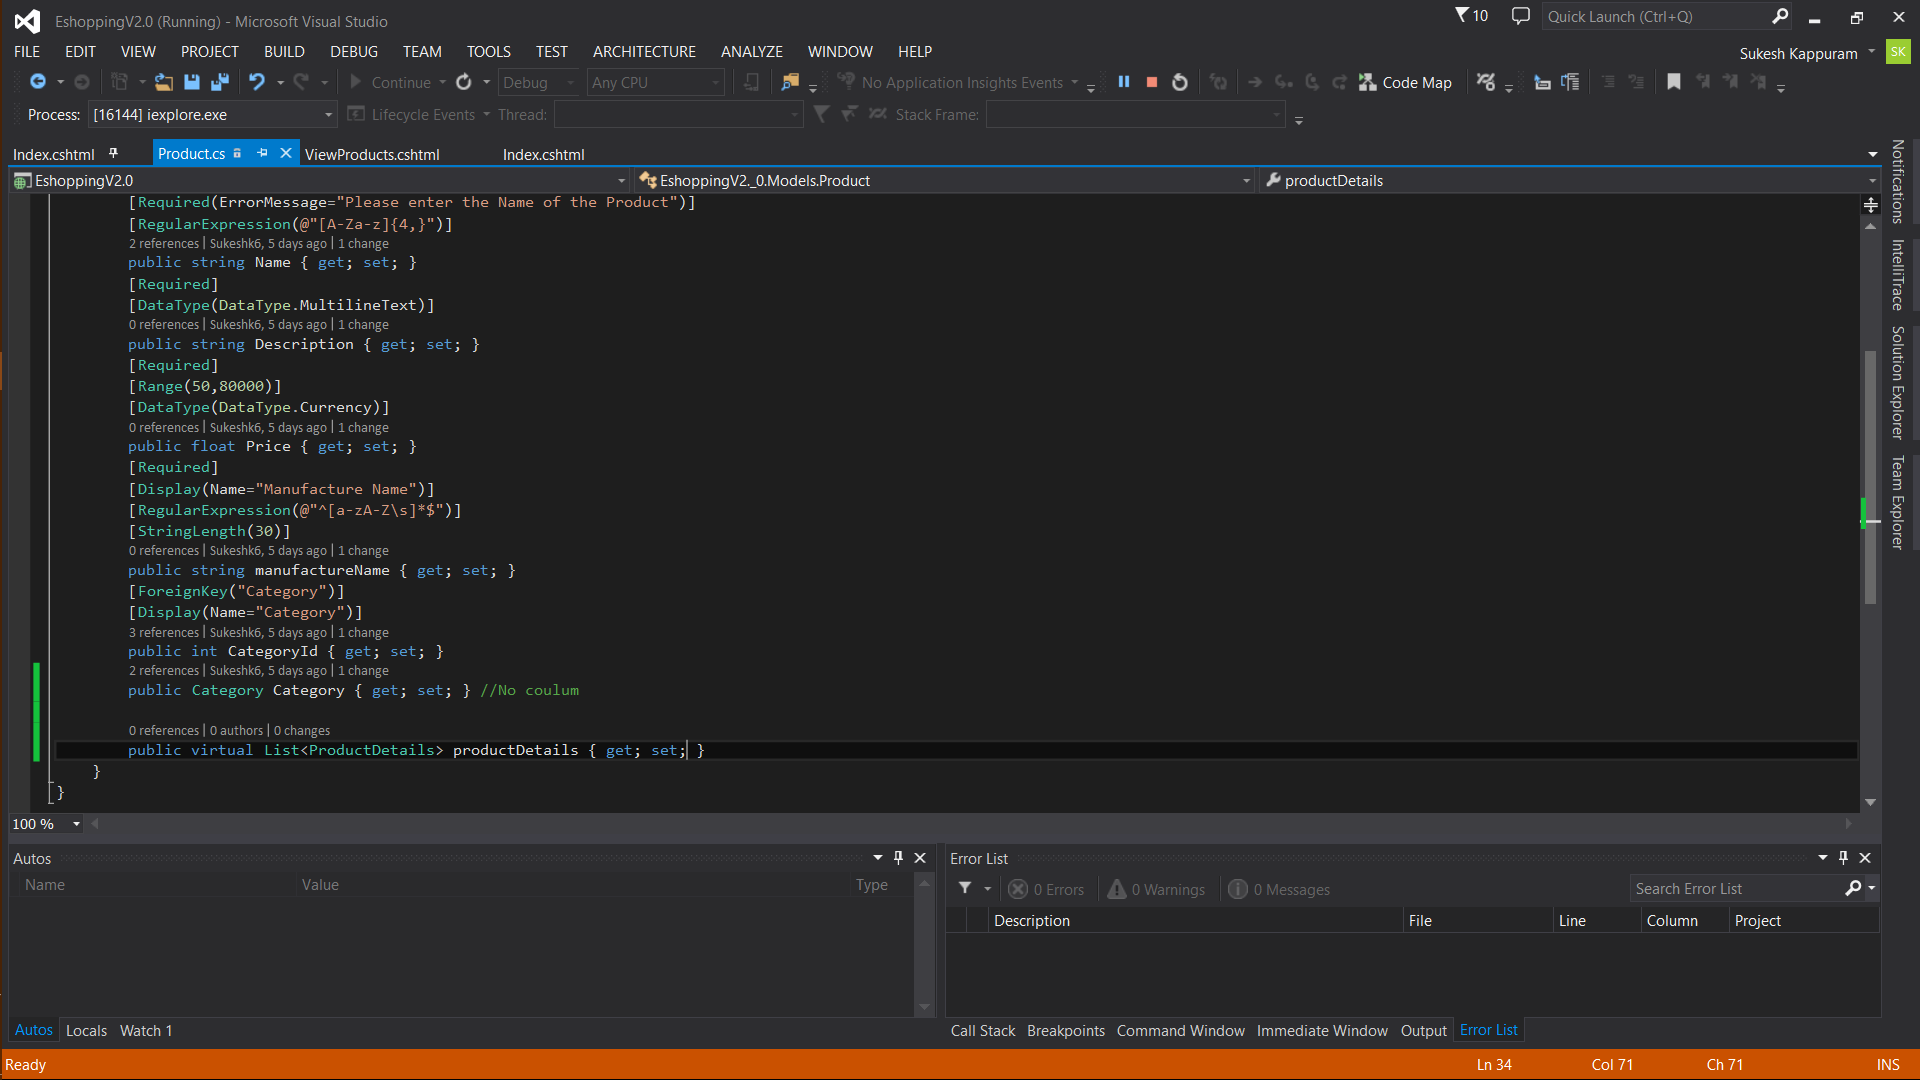 EshoppingV2.0 (Running) - Microsoft Visual Studio
10
Quick Launch (Ctrl+Q)
FILE EDIT VIEW PROJECT BUILD DEBUG TEAM TOOLS TEST ARCHITECTURE ANALYZE WINDOW HELP
Sukesh Kappuram
SK
Continue
Debug
Any CPU
No Application Insights Events
Code Map
Process: [16144] iexplore.exe
Lifecycle Events
Thread:
Stack Frame:
Index.cshtml
Product.cs
ViewProducts.cshtml
Index.cshtml
EshoppingV2.0
EshoppingV2._0.Models.Product
productDetails
[Required(ErrorMessage="Please enter the Name of the Product")]
[RegularExpression(@"[A-Za-z]{4,}")]
2 references | Sukeshk6, 5 days ago | 1 change
public string Name { get; set; }
[Required]
[DataType(DataType.MultilineText)]
0 references | Sukeshk6, 5 days ago | 1 change
public string Description { get; set; }
[Required]
[Range(50,80000)]
[DataType(DataType.Currency)]
0 references | Sukeshk6, 5 days ago | 1 change
public float Price { get; set; }
[Required]
[Display(Name="Manufacture Name")]
[RegularExpression(@"^[a-zA-Z\s]*$")]
[StringLength(30)]
0 references | Sukeshk6, 5 days ago | 1 change
public string manufactureName { get; set; }
[ForeignKey("Category")]
[Display(Name="Category")]
3 references | Sukeshk6, 5 days ago | 1 change
public int CategoryId { get; set; }
2 references | Sukeshk6, 5 days ago | 1 change
public Category Category { get; set; } //No coulum
0 references | 0 authors | 0 changes
public virtual List<ProductDetails> productDetails { get; set; }
}
}
Notifications
IntelliTrace
Solution Explorer
Team Explorer
100 %
Autos
Name Value Type
Autos Locals Watch 1
Error List
0 Errors
0 Warnings
0 Messages
Search Error List
Description File Line Column Project
Call Stack Breakpoints Command Window Immediate Window Output Error List
Ready
Ln 34 Col 71 Ch 71 INS